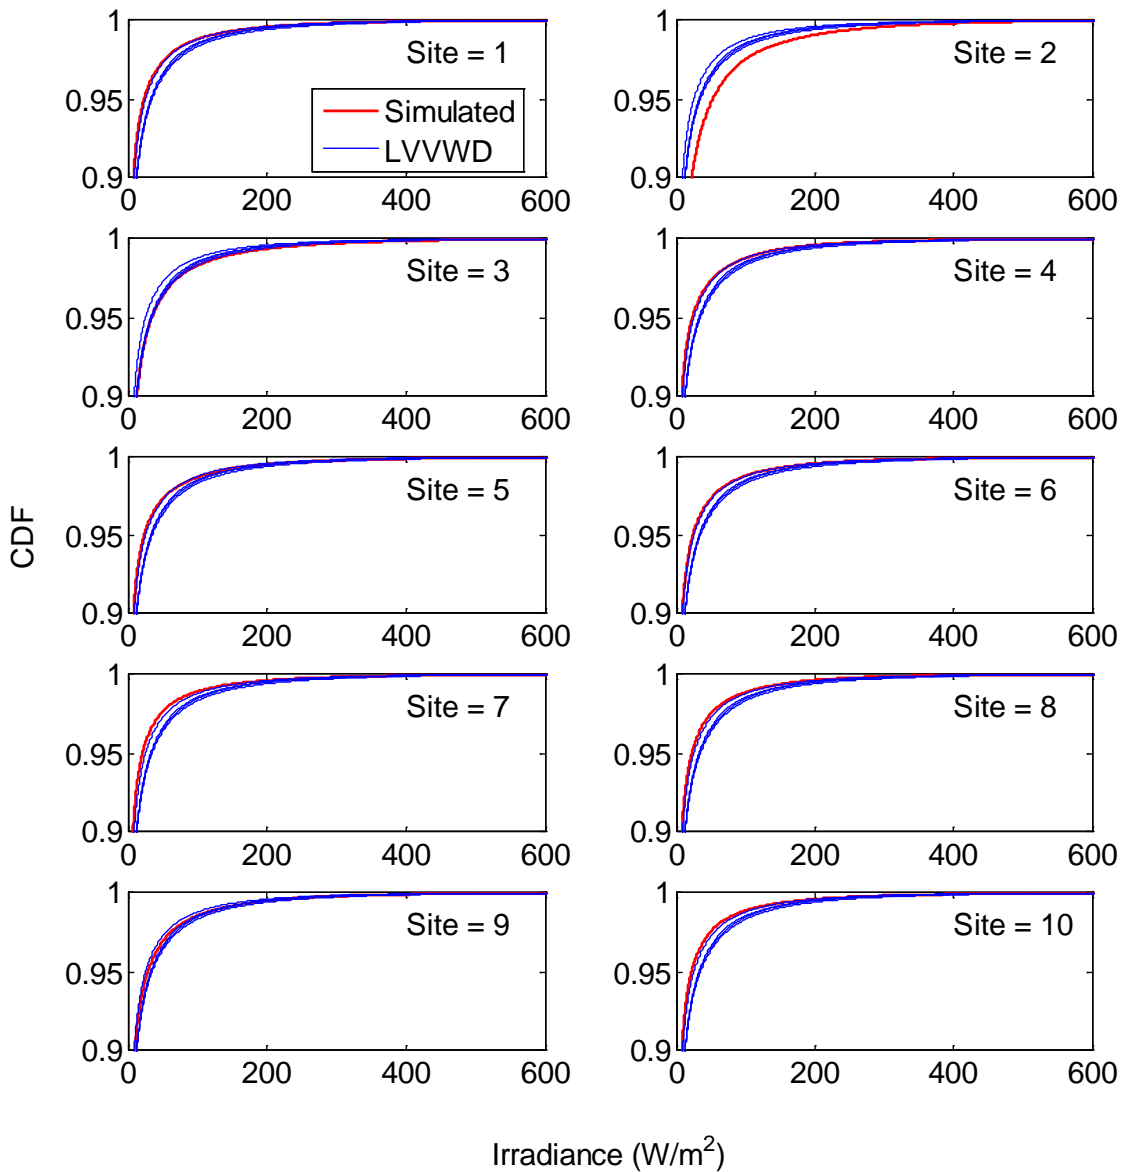 1
0.95
0.9
0 200 400 600
Site = 1
Simulated
LVVWD
1
0.95
0.9
0 200 400 600
Site = 2
1
0.95
0.9
0 200 400 600
Site = 3
1
0.95
0.9
0 200 400 600
Site = 4
1
0.95
0.9
0 200 400 600
Site = 5
1
0.95
0.9
0 200 400 600
Site = 6
1
0.95
0.9
0 200 400 600
Site = 7
1
0.95
0.9
0 200 400 600
Site = 8
1
0.95
0.9
0 200 400 600
Site = 9
1
0.95
0.9
0 200 400 600
Site = 10
CDF
Irradiance (W/m²)